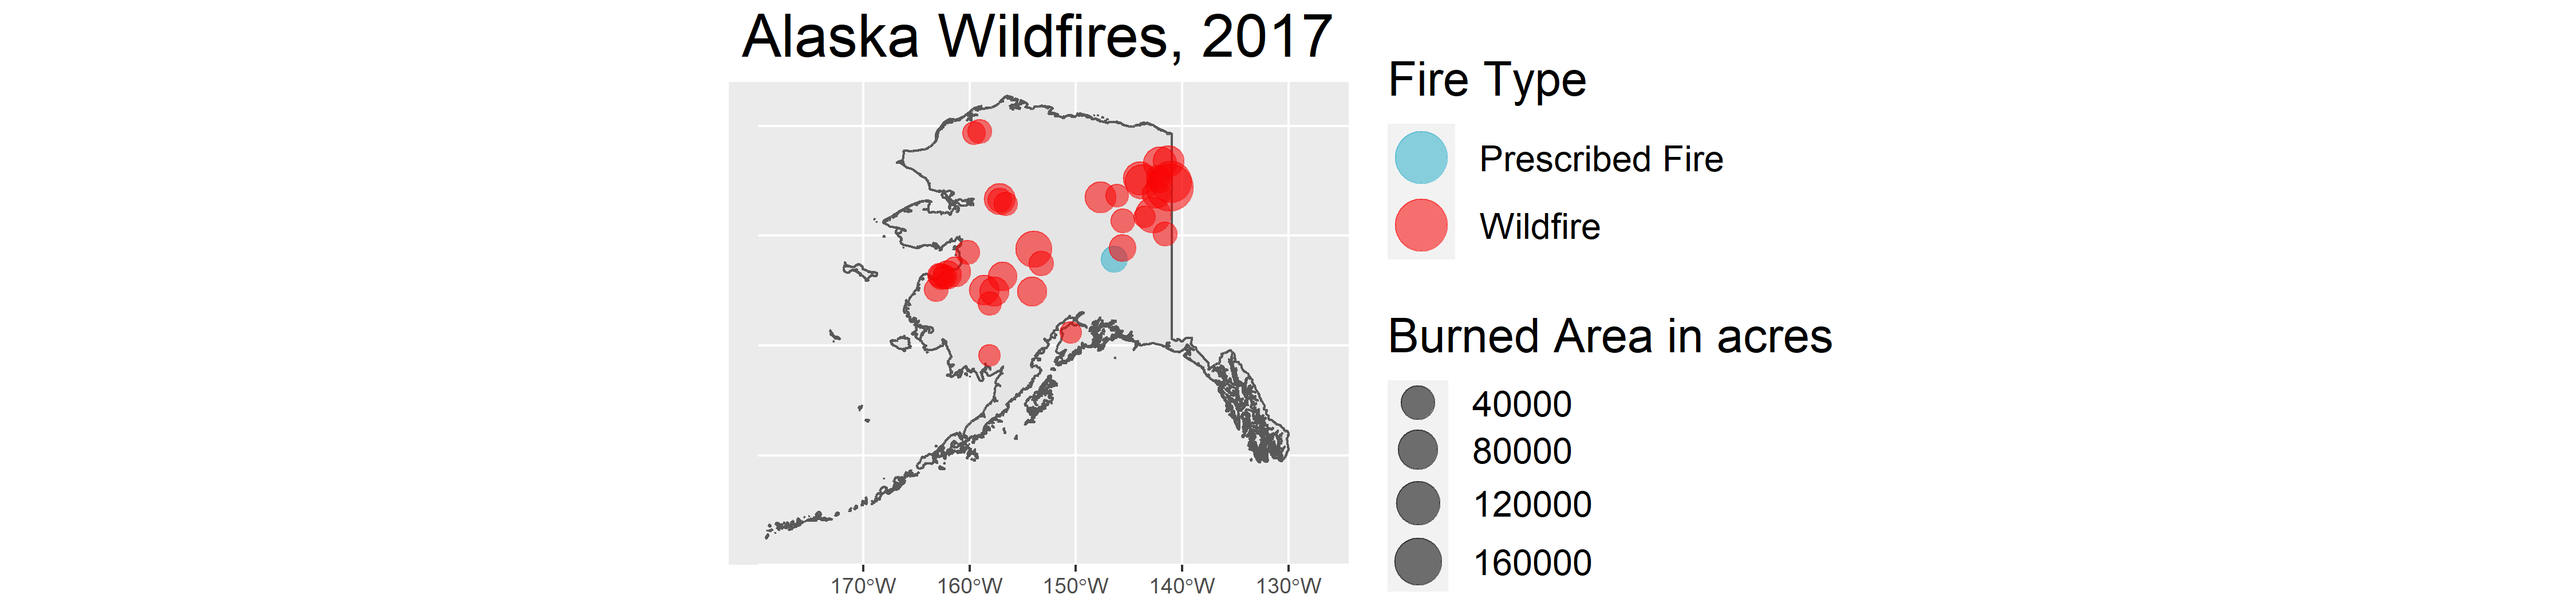 Alaska Wildfires, 2017
170°W 160°W 150°W 140°W 130°W
Fire Type
Prescribed Fire
Wildfire
Burned Area in acres
40000
80000
120000
160000